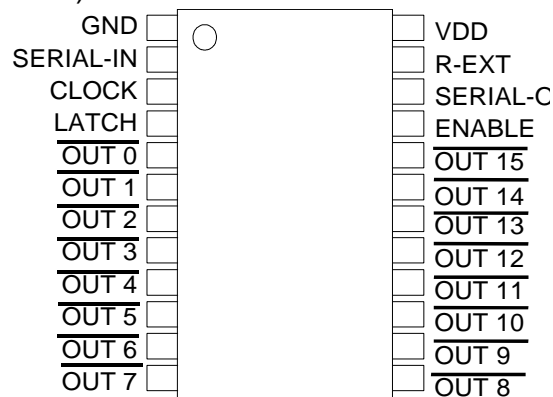 GND
SERIAL-IN
CLOCK
LATCH
OUT 0
OUT 1
OUT 2
OUT 3
OUT 4
OUT 5
OUT 6
OUT 7
VDD
R-EXT
SERIAL-O
ENABLE
OUT 15
OUT 14
OUT 13
OUT 12
OUT 11
OUT 10
OUT 9
OUT 8